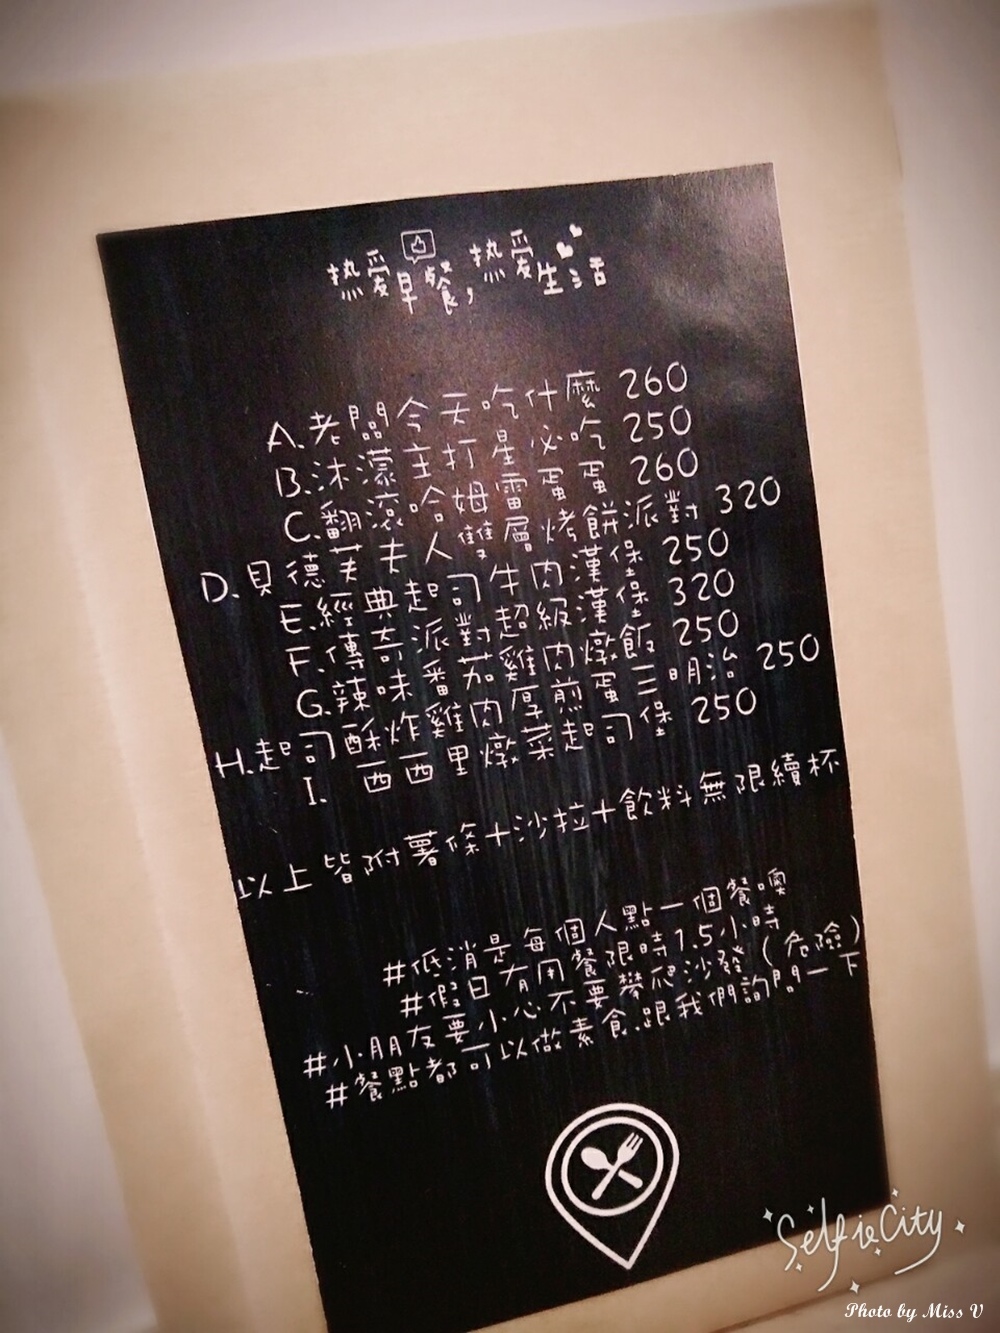 热爱早餐,热爱生活
A.老闆今天吃什麼 260
B.沐濛主打星必吃 250
C.翻滾哈姆雷蛋蛋 260
D.貝德芙夫人雙層烤餅派對 320
E.經典起司牛肉漢保 250
F.傳奇派對超級漢保 320
G.辣味番茄雞肉燉飯 250
H.起司酥炸雞肉厚煎蛋三明治 250
I. 西西里燉菜起司保 250
以上皆附薯條+沙拉+飲料無限續杯
#低消是每個人點一個餐噢
#假日有用餐限時1.5小時
#小朋友要小心不要攀爬沙發(危險)
#餐點都可以做素食.跟我們詢問一下
SelfieCity
Photo by Miss V